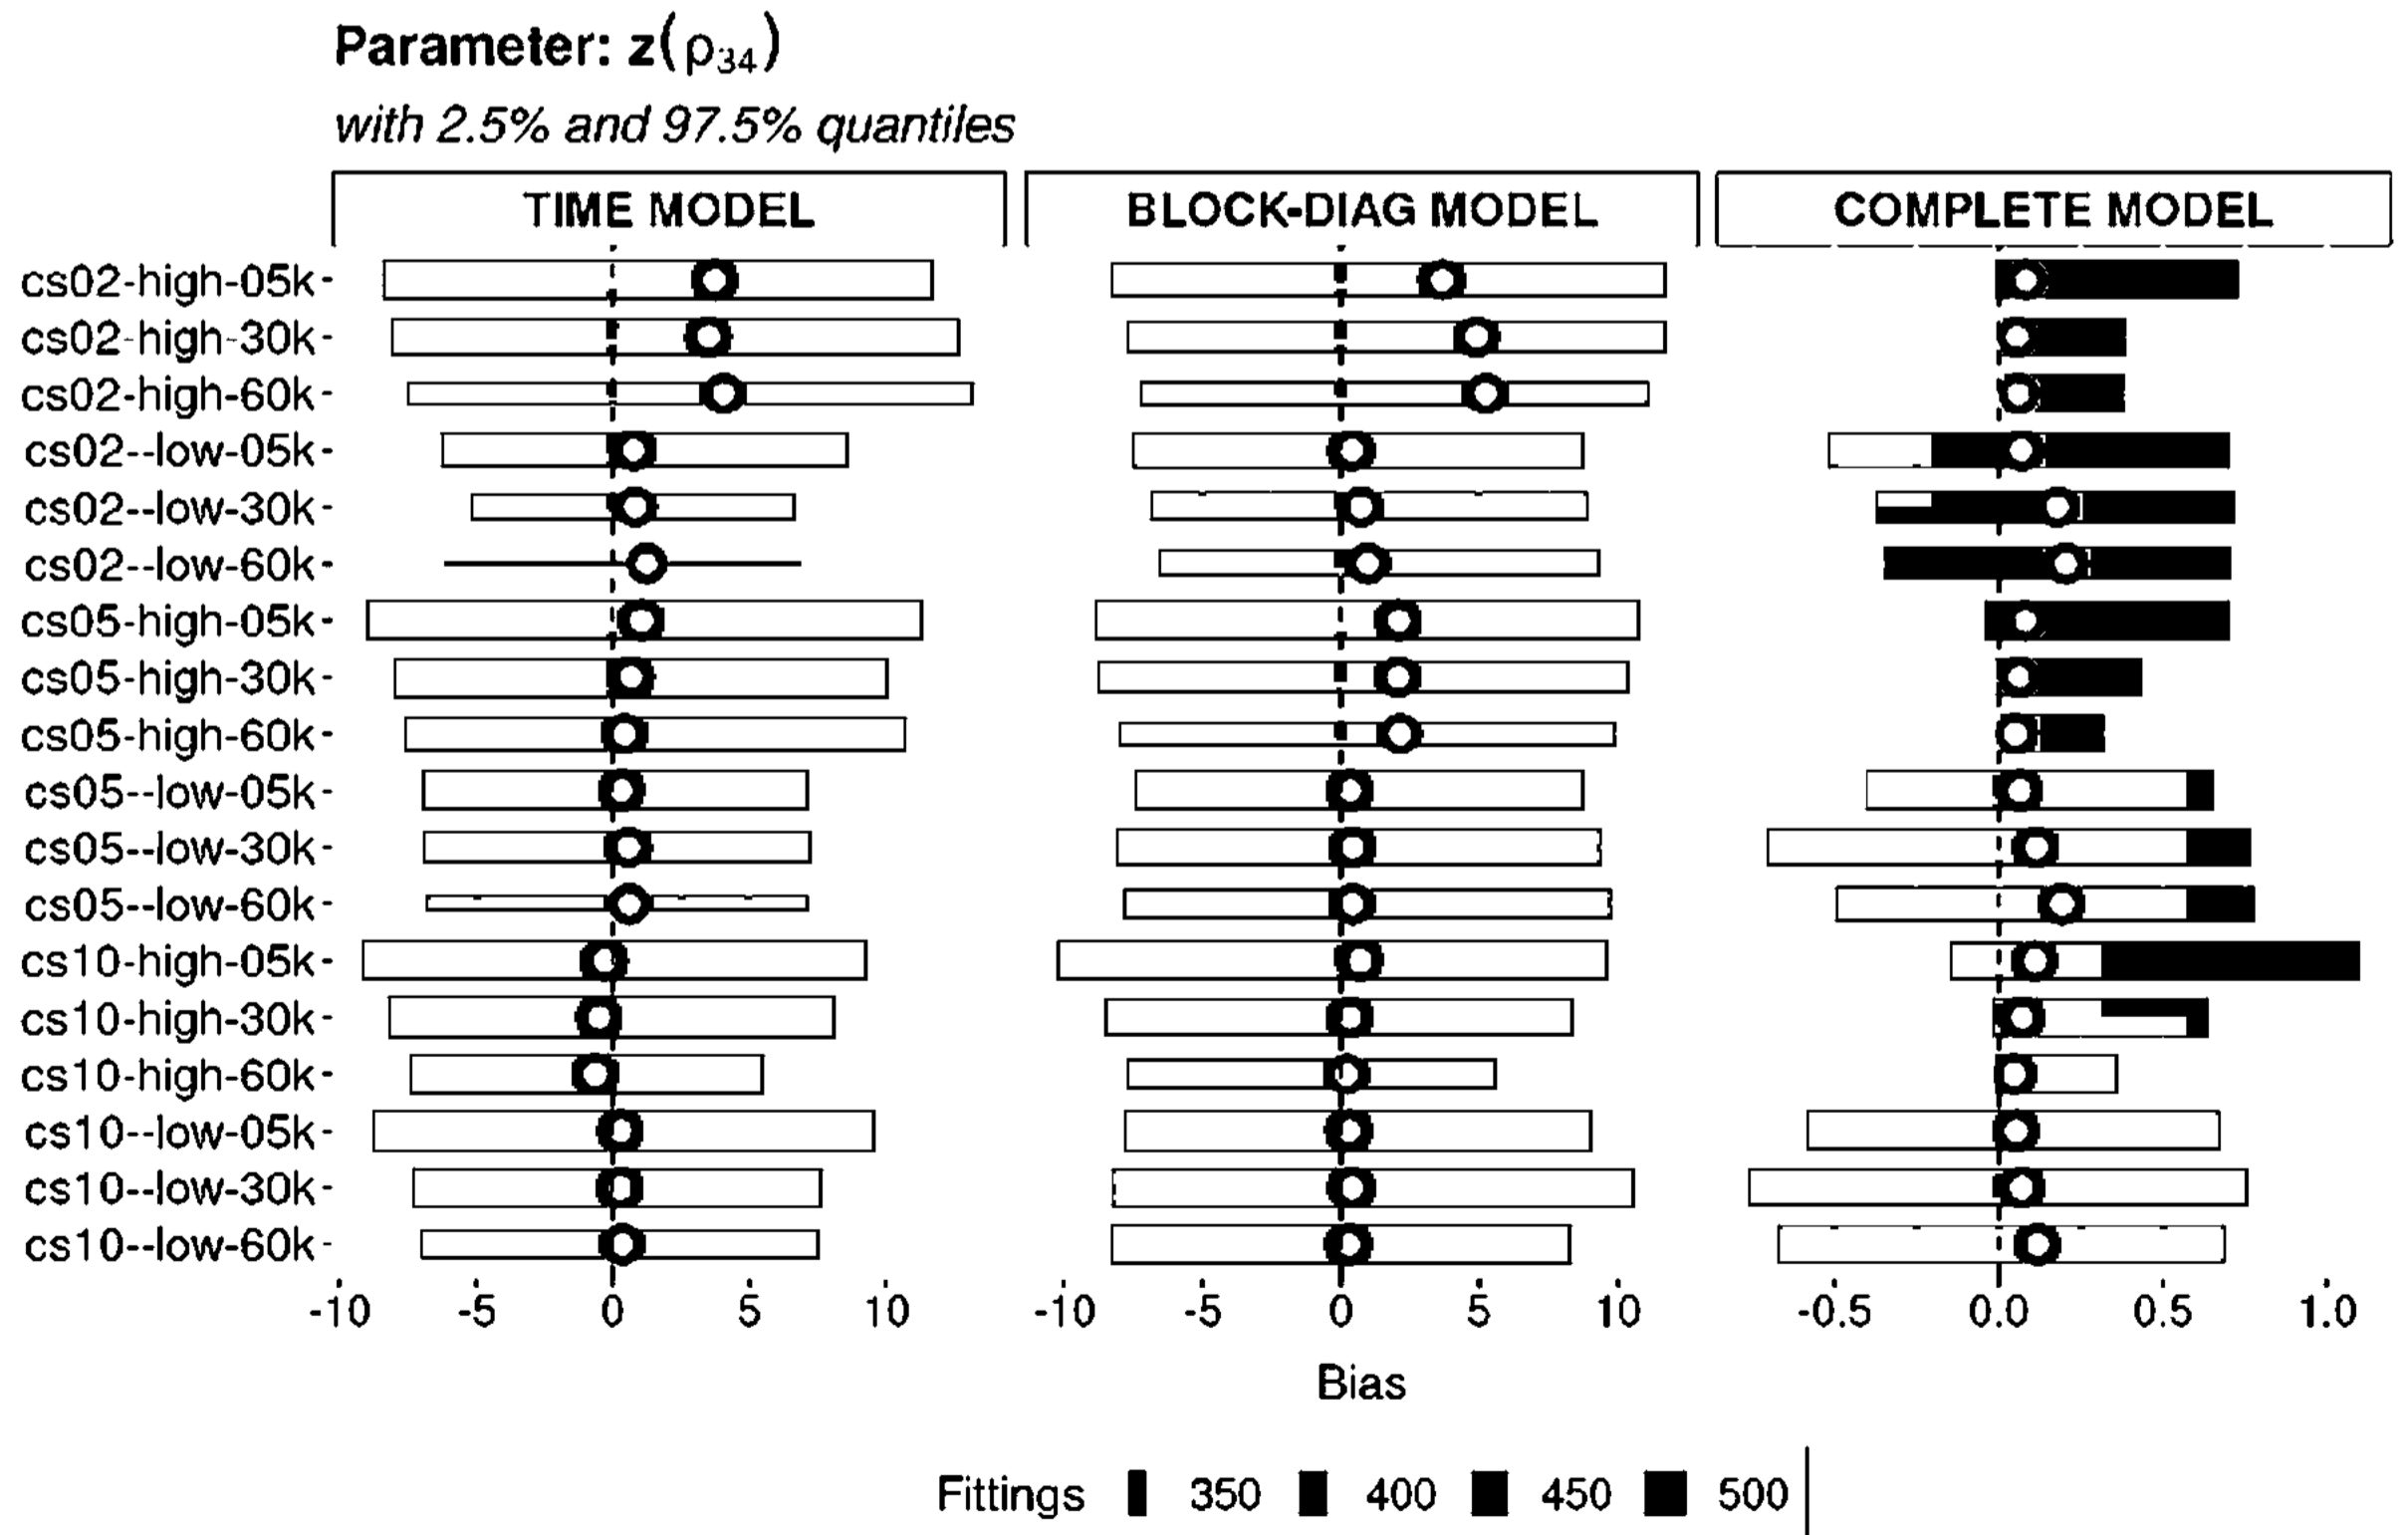 Parameter: z(ρ34)
with 2.5% and 97.5% quantiles
TIME MODEL BLOCK-DIAG MODEL COMPLETE MODEL
cs02-high-05k
cs02-high-30k
cs02-high-60k
cs02--low-05k
cs02--low-30k
cs02--low-60k
cs05-high-05k
cs05-high-30k
cs05-high-60k
cs05--low-05k
cs05--low-30k
cs05--low-60k
cs10-high-05k
cs10-high-30k
cs10-high-60k
cs10--low-05k
cs10--low-30k
cs10--low-60k
-10 -5 0 5 10 -10 -5 0 5 10 -0.5 0.0 0.5 1.0
Bias
Fittings 350 400 450 500